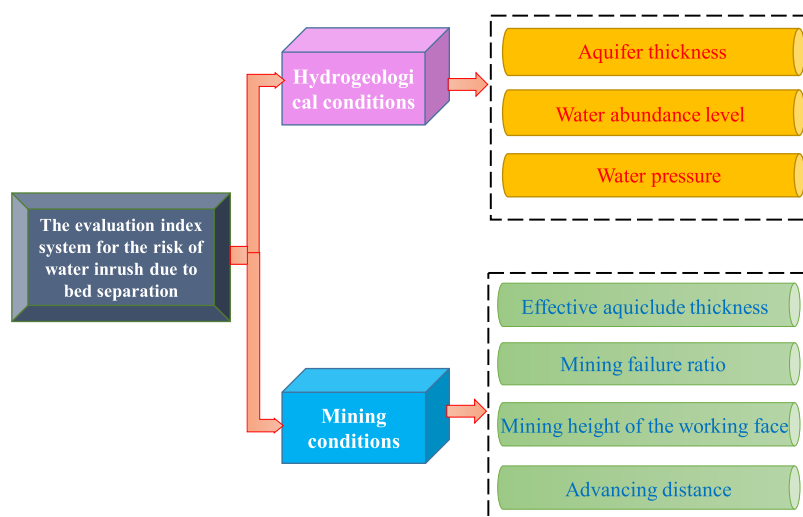 The evaluation index
system for the risk of
water inrush due to
bed separation
Hydrogeologi
cal conditions
Aquifer thickness
Water abundance level
Water pressure
Mining
conditions
Effective aquiclude thickness
Mining failure ratio
Mining height of the working face
Advancing distance